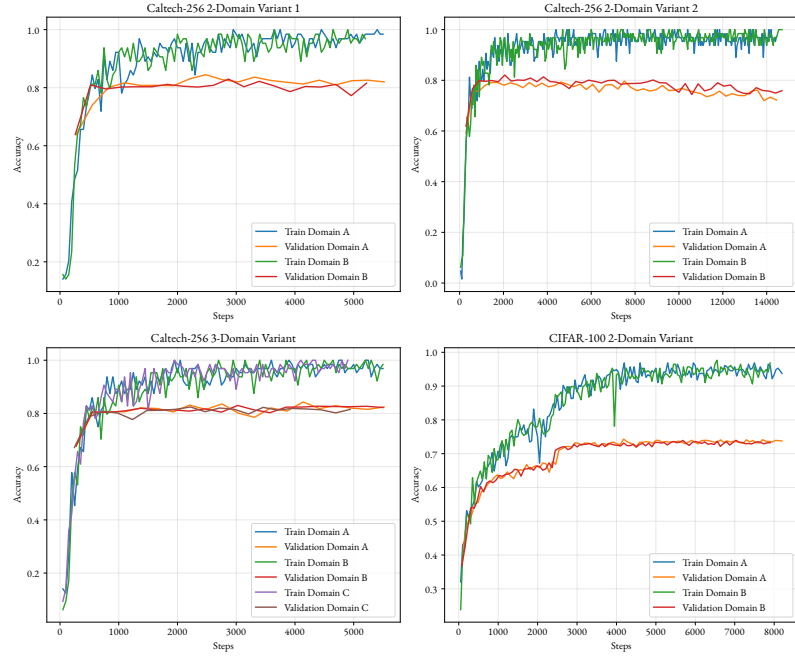 Caltech-256 2-Domain Variant 1
1.0
0.8
0.6
0.4
0.2
Accuracy
0
1000
2000
3000
4000
5000
Steps
Train Domain A
Validation Domain A
Train Domain B
Validation Domain B
Caltech-256 2-Domain Variant 2
1.0
0.8
0.6
0.4
0.2
0.0
Accuracy
0
2000
4000
6000
8000
10000
12000
14000
Steps
Train Domain A
Validation Domain A
Train Domain B
Validation Domain B
Caltech-256 3-Domain Variant
1.0
0.8
0.6
0.4
0.2
Accuracy
0
1000
2000
3000
4000
5000
Steps
Train Domain A
Validation Domain A
Train Domain B
Validation Domain B
Train Domain C
Validation Domain C
CIFAR-100 2-Domain Variant
1.0
0.9
0.8
0.7
0.6
0.5
0.4
0.3
Accuracy
0
1000
2000
3000
4000
5000
6000
7000
8000
Steps
Train Domain A
Validation Domain A
Train Domain B
Validation Domain B